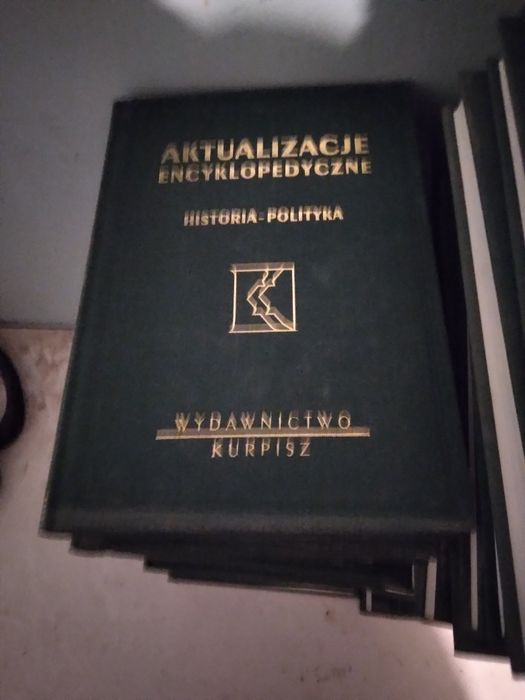 AKTUALIZACJE
ENCYKLOPEDYCZNE
HISTORIA-POLITYKA
WYDAWNICTWO
KURPISZ